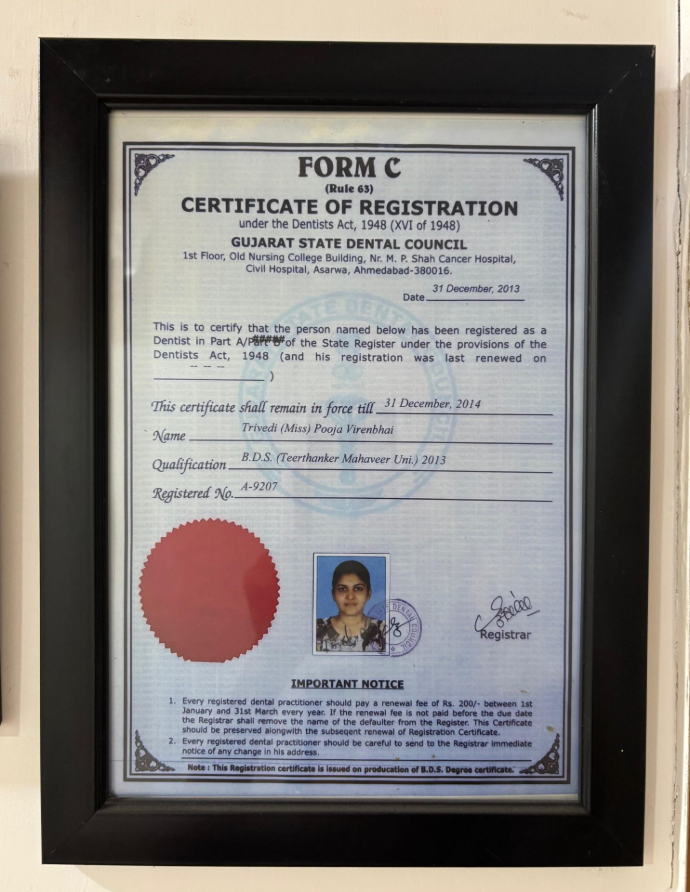 FORM C
(Rule 63)
CERTIFICATE OF REGISTRATION
under the Dentists Act, 1948 (XVI of 1948)
GUJARAT STATE DENTAL COUNCIL
1st Floor, Old Nursing College Building, Nr. M. P. Shah Cancer Hospital,
Civil Hospital, Asarwa, Ahmedabad-380016.
Date 31 December, 2013
This is to certify that the person named below has been registered as a
Dentist in Part A/Part B of the State Register under the provisions of the
Dentists Act, 1948 (and his registration was last renewed on
_ _ _ )
This certificate shall remain in force till 31 December, 2014
Name Trivedi (Miss) Pooja Virenbhai
Qualification B.D.S. (Teerthanker Mahaveer Uni.) 2013
Registered No. A-9207
Registrar
IMPORTANT NOTICE
1. Every registered dental practitioner should pay a renewal fee of Rs. 200/- between 1st
January and 31st March every year. If the renewal fee is not paid before the due date
the Registrar shall remove the name of the defaulter from the Register. This Certificate
should be preserved alongwith the subseqent renewal of Registration Certificate.
2. Every registered dental practitioner should be careful to send to the Registrar immediate
notice of any change in his address.
Note : This Registration certificate is issued on producation of B.D.S. Degree certificate.